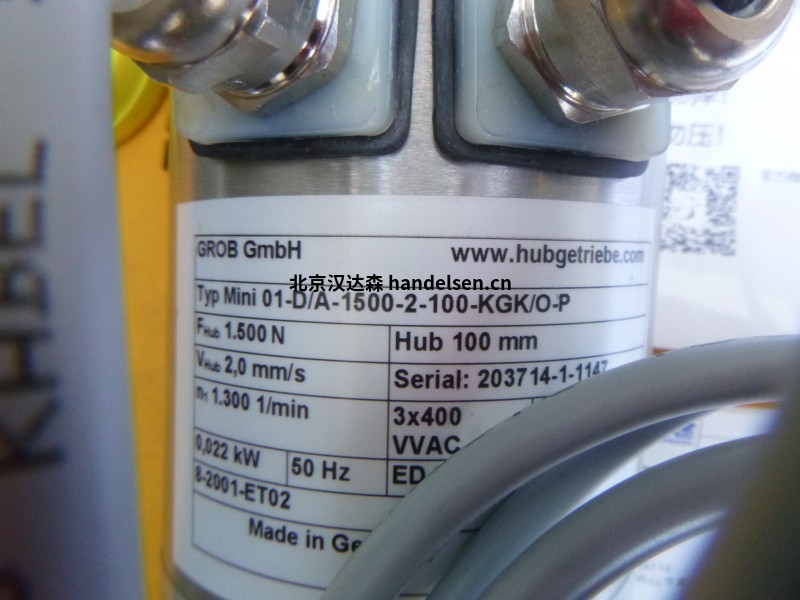 GROB GmbH www.hubgetriebe.com
北京汉达森 handelsen.cn
Typ Mini 01-D/A-1500-2-100-KGK/O-P
FHub 1.500 N Hub 100 mm
VHub 2,0 mm/s Serial: 203714-1-1147
n1 1.300 1/min 3x400
VVAC
0,022 kW 50 Hz ED
8-2001-ET02
Made in Ge
KHIBEL
压!